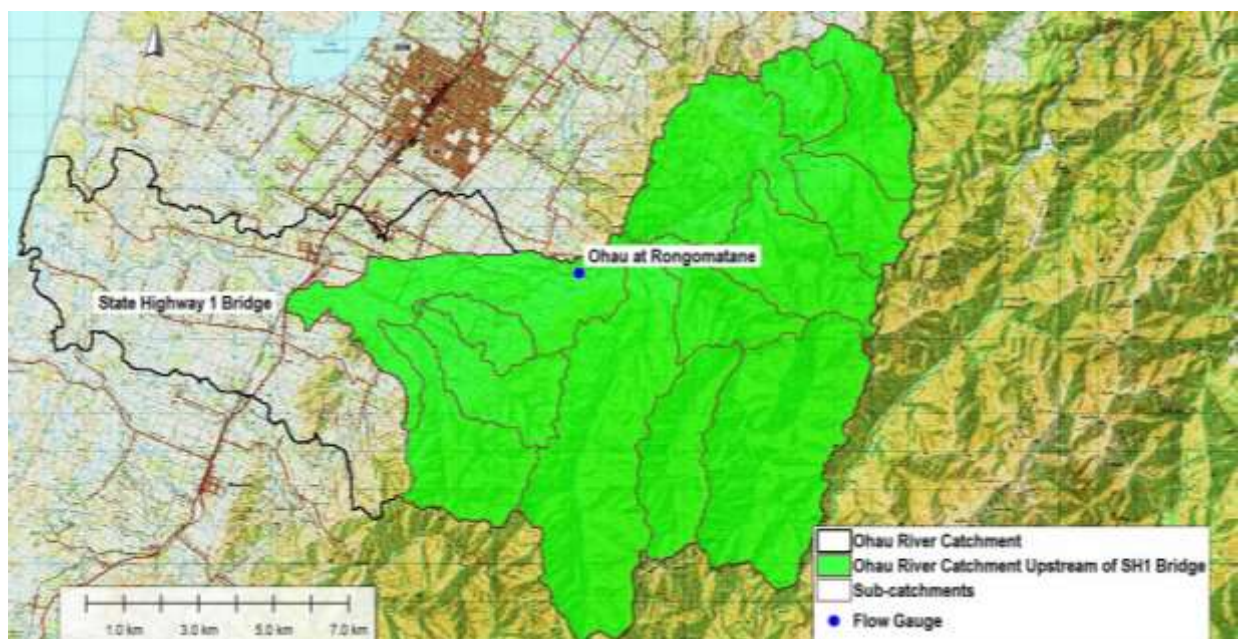 Ohau at Rongomatane
State Highway 1 Bridge
Ohau River Catchment
Ohau River Catchment Upstream of SH1 Bridge
Sub-catchments
Flow Gauge
1.0 km 3.0 km 5.0 km 7.0 km